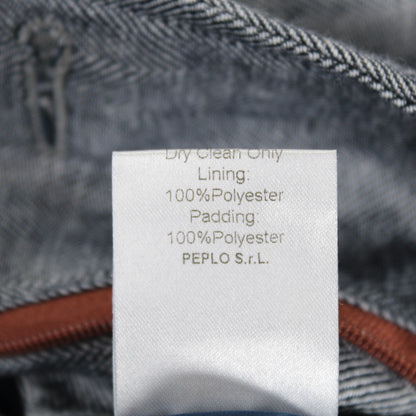 Dry Clean Only
Lining:
100%Polyester
Padding:
100%Polyester
PEPLO S.r.L.